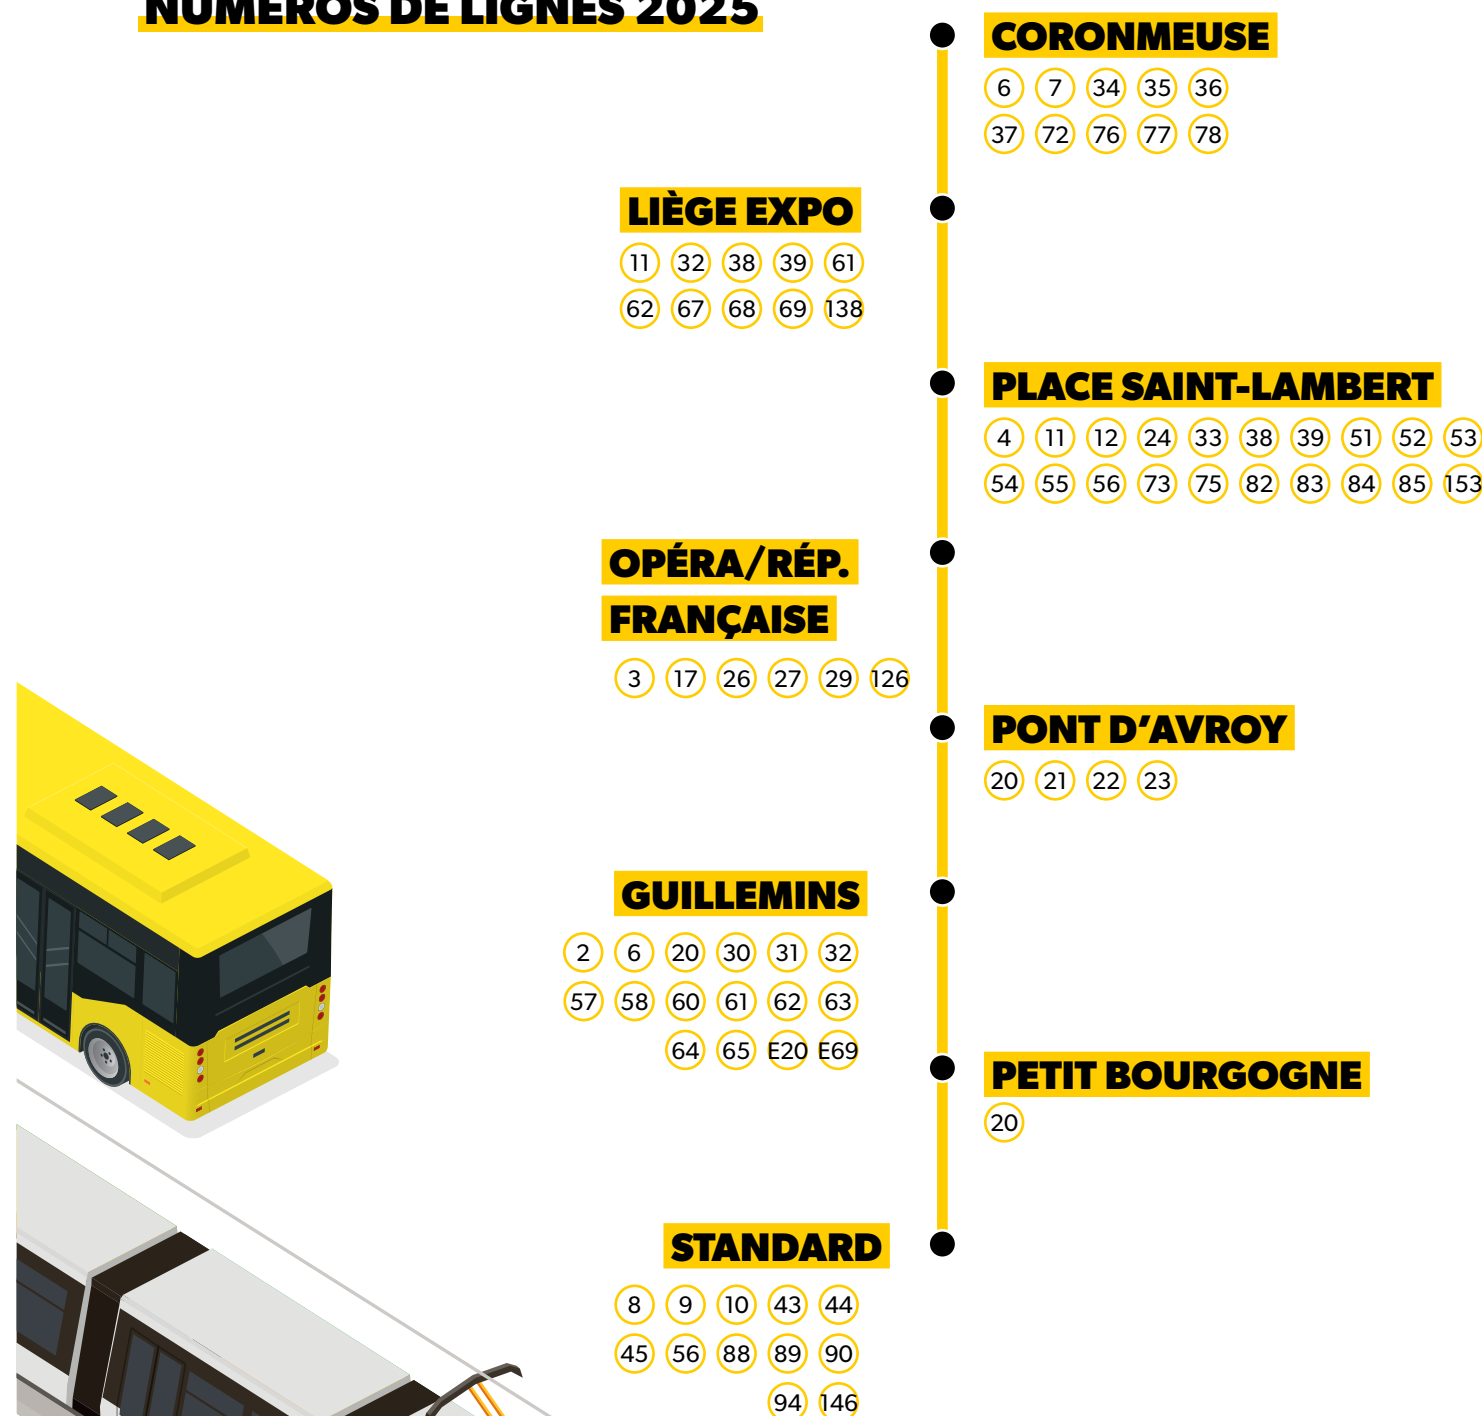 NUMÉROS DE LIGNES 2025
CORONMEUSE
6 7 34 35 36
37 72 76 77 78
LIÈGE EXPO
11 32 38 39 61
62 67 68 69 138
PLACE SAINT-LAMBERT
4 11 12 24 33 38 39 51 52 53
54 55 56 73 75 82 83 84 85 153
OPÉRA/RÉP.
FRANÇAISE
3 17 26 27 29 126
PONT D’AVROY
20 21 22 23
GUILLEMINS
2 6 20 30 31 32
57 58 60 61 62 63
64 65 E20 E69
PETIT BOURGOGNE
20
STANDARD
8 9 10 43 44
45 56 88 89 90
94 146